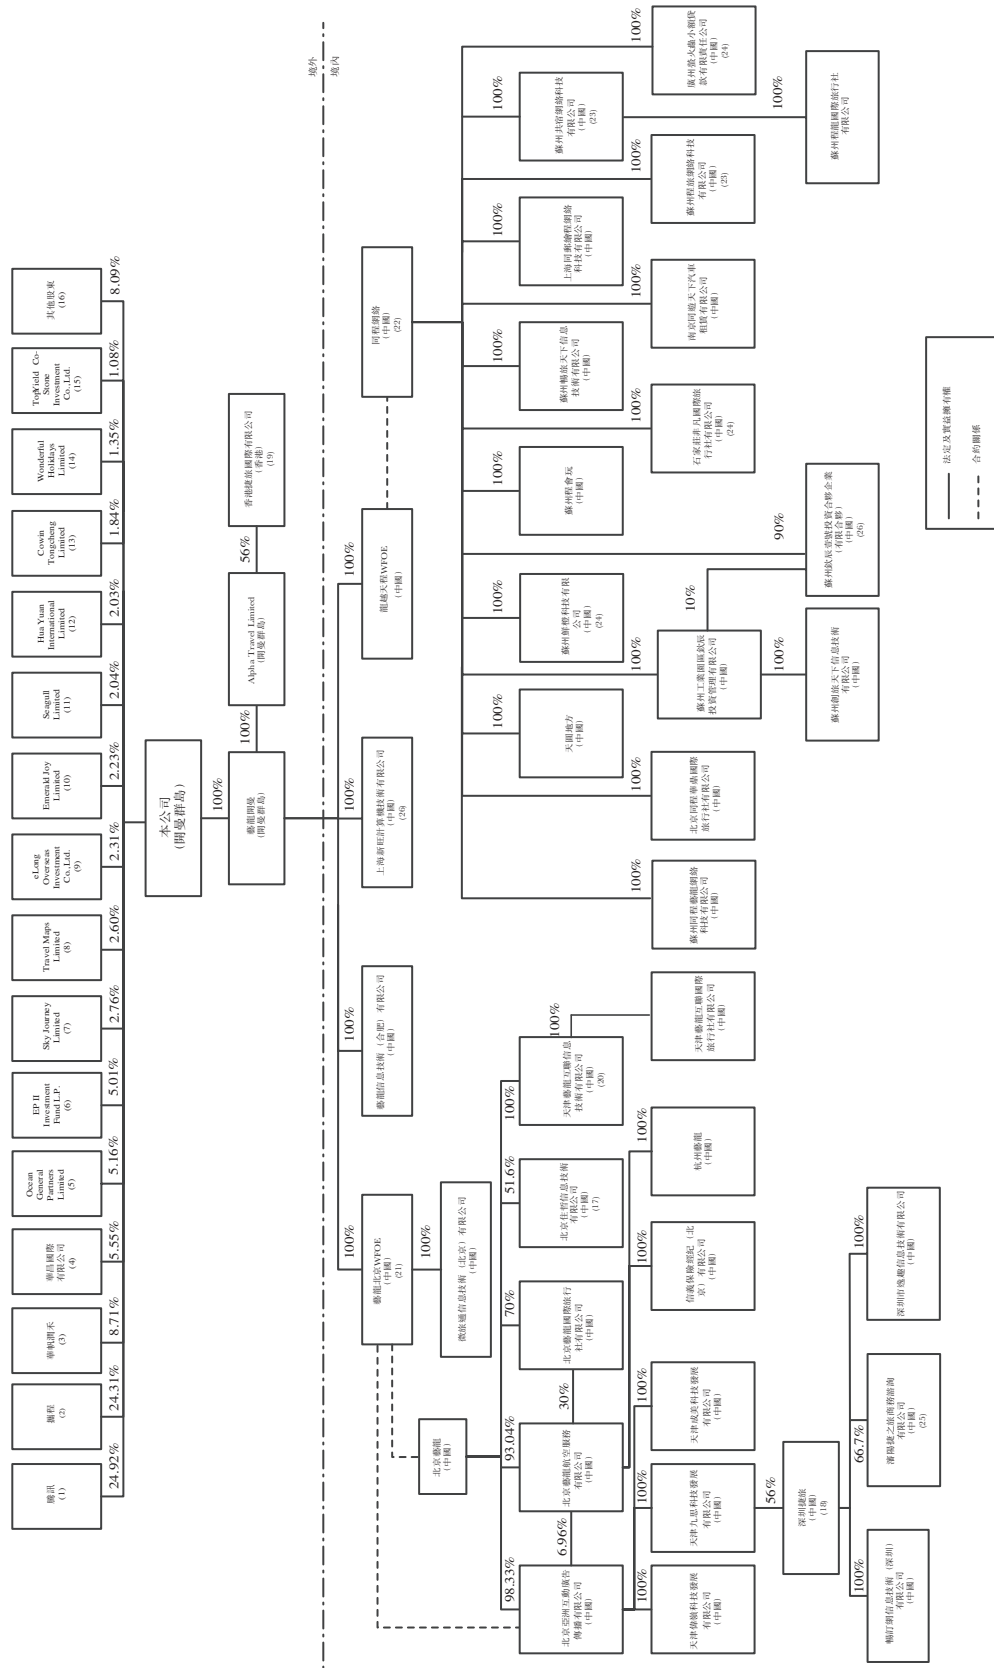 騰訊
(1)
攜程
(2)
華帆潤禾
(3)
華昌國際
有限公司
(4)
Ocean
General
Partners
Limited
(5)
EP II
Investment
Fund L.P.
(6)
Sky Journey
Limited
(7)
Travel Maps
Limited
(8)
eLong
Overseas
Investment
Co.,Ltd.
(9)
Emerald Joy
Limited
(10)
Seagull
Limited
(11)
Hua Yuan
International
Limited
(12)
Cowin
Tongcheng
Limited
(13)
Wonderful
Holidays
Limited
(14)
TopYield Co-
Stone
Investment
Co.,Ltd.
(15)
其他股東
(16)
24.92%
24.31%
8.71%
5.55%
5.16%
5.01%
2.76%
2.60%
2.31%
2.23%
2.04%
2.03%
1.84%
1.35%
1.08%
8.09%
本公司
(開曼群島)
100%
藝龍開曼
(開曼群島)
100%
Alpha Travel Limited
(開曼群島)
56%
香港捷旅國際有限公司
(香港)
(19)
境外
境內
100%
100%
100%
100%
藝龍北京WFOE
(中國)
(21)
藝龍信息技術(合肥)有限公司
(中國)
上海新旺計算機技術有限公司
(中國)
(26)
龍越天程WFOE
(中國)
同程網絡
(中國)
(22)
100%
微旅通信息技術(北京)有限公司
(中國)
北京藝龍
(中國)
98.33%
93.04%
70%
51.6%
100%
北京亞洲互動廣告
傳播有限公司
(中國)
6.96%
北京藝龍航空服務
有限公司
(中國)
30%
北京藝龍國際旅行
社有限公司
(中國)
北京住哲信息技術
有限公司
(中國)
(17)
天津藝龍互聯信息
技術有限公司
(中國)
(20)
100%
100%
100%
100%
100%
100%
天津偉嶺科技發展
有限公司
(中國)
天津九思科技發展
有限公司
(中國)
天津成美科技發展
有限公司
(中國)
信義保險經紀(北
京)有限公司
(中國)
杭州藝龍
(中國)
天津藝龍互聯國際
旅行社有限公司
(中國)
56%
深圳捷旅
(中國)
(18)
100%
66.7%
100%
暢訂網信息技術(深圳)
有限公司
(中國)
瀋陽捷之旅商務諮詢
有限公司
(中國)
(25)
深圳市逸趣信息技術有限公司
(中國)
100%
100%
100%
100%
100%
100%
天圓地方
(中國)
蘇州鮮橙科技有限
公司
(中國)
(24)
蘇州程會玩
(中國)
蘇州暢旅天下信息
技術有限公司
(中國)
上海同郵繪程網絡
科技有限公司
(中國)
蘇州共宿網絡科技
有限公司
(中國)
(23)
100%
100%
100%
90%
100%
100%
100%
100%
蘇州同程藝龍網絡
科技有限公司
(中國)
北京同程華鼎國際
旅行社有限公司
(中國)
蘇州工業園區欽辰
投資管理有限公司
(中國)
石家莊非凡國際旅
行社有限公司
(中國)
(24)
南京同遊天下汽車
租賃有限公司
(中國)
蘇州程旅網絡科技
有限公司
(中國)
(23)
廣州螢火蟲小額貸
款有限責任公司
(中國)
(24)
100%
10%
100%
蘇州創旅天下信息技術
有限公司
(中國)
蘇州欽辰壹號投資合夥企業
(有限合夥)
(中國)
(26)
蘇州程龍國際旅行社
有限公司
法定及實益擁有權
合約關係